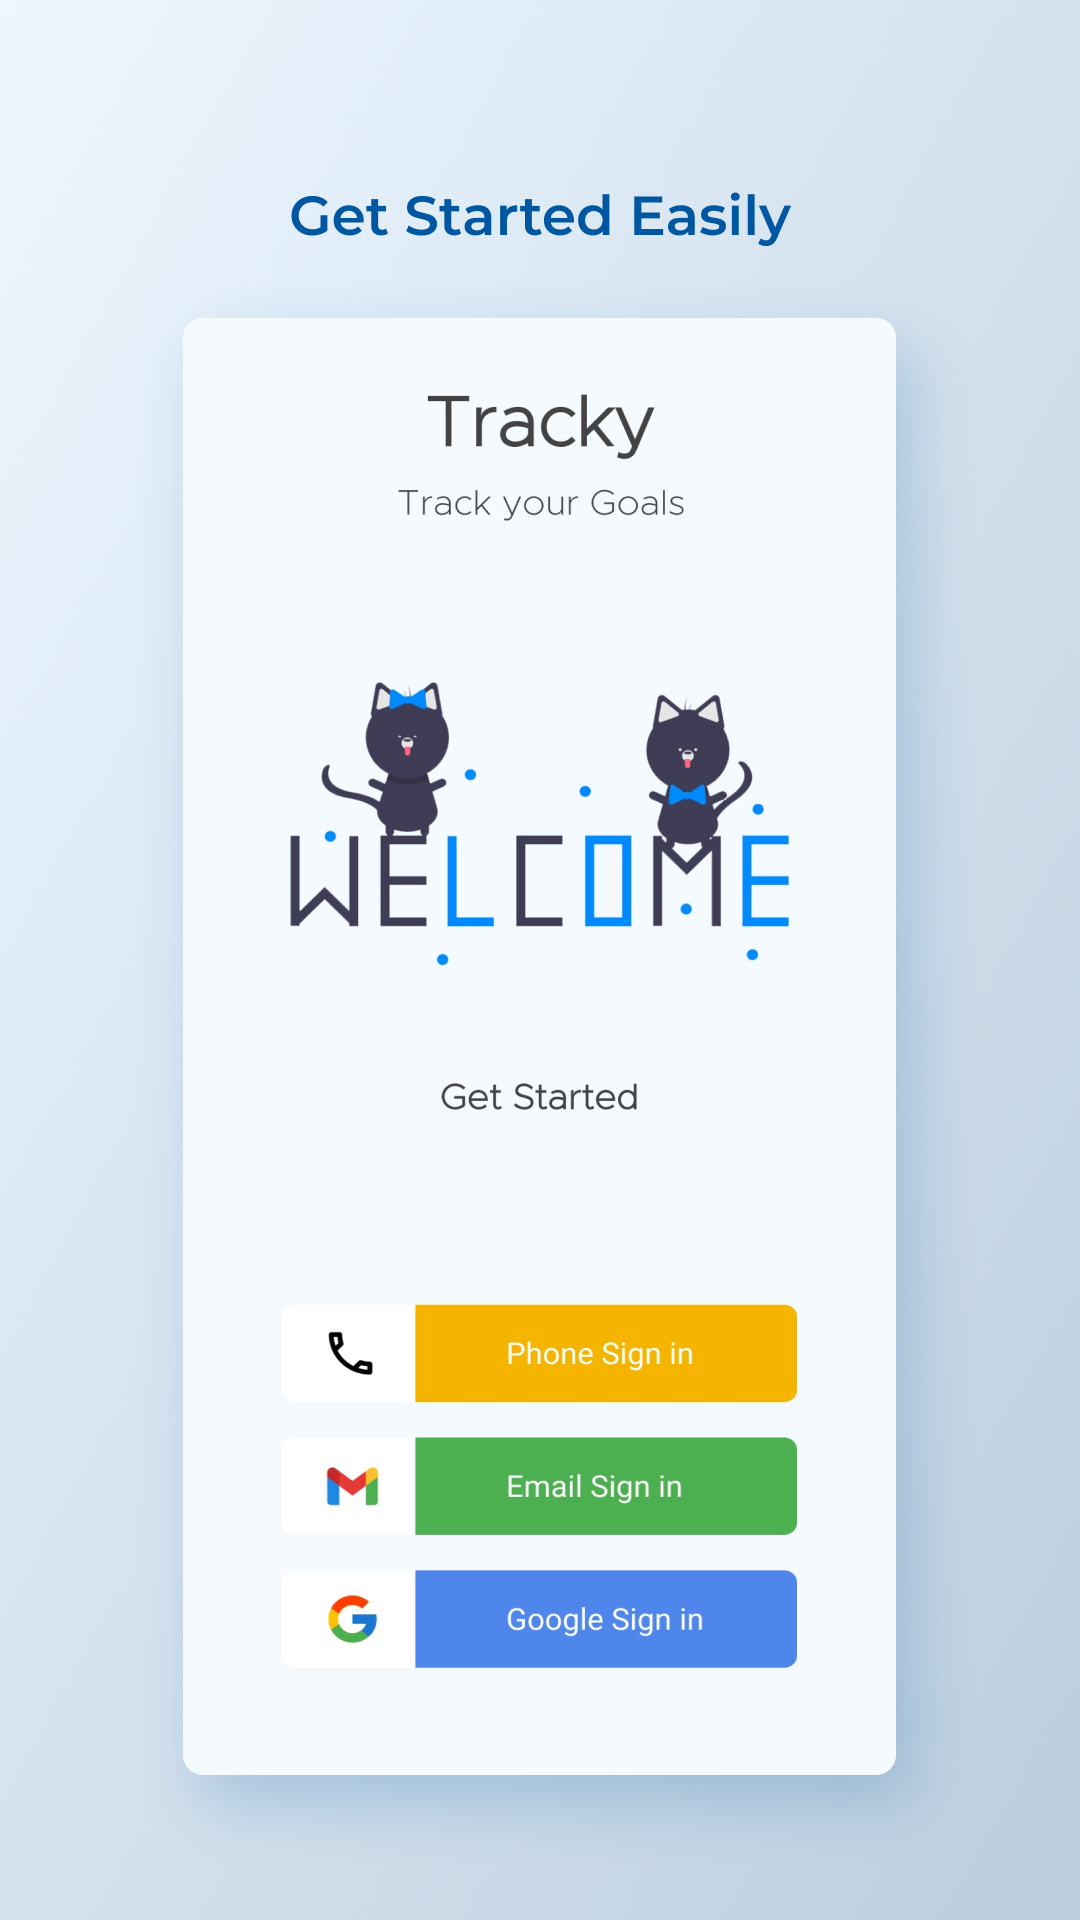 Get Started Easily
Tracky
Track your Goals
WELCOME
Get Started
Phone Sign in
Email Sign in
Google Sign in